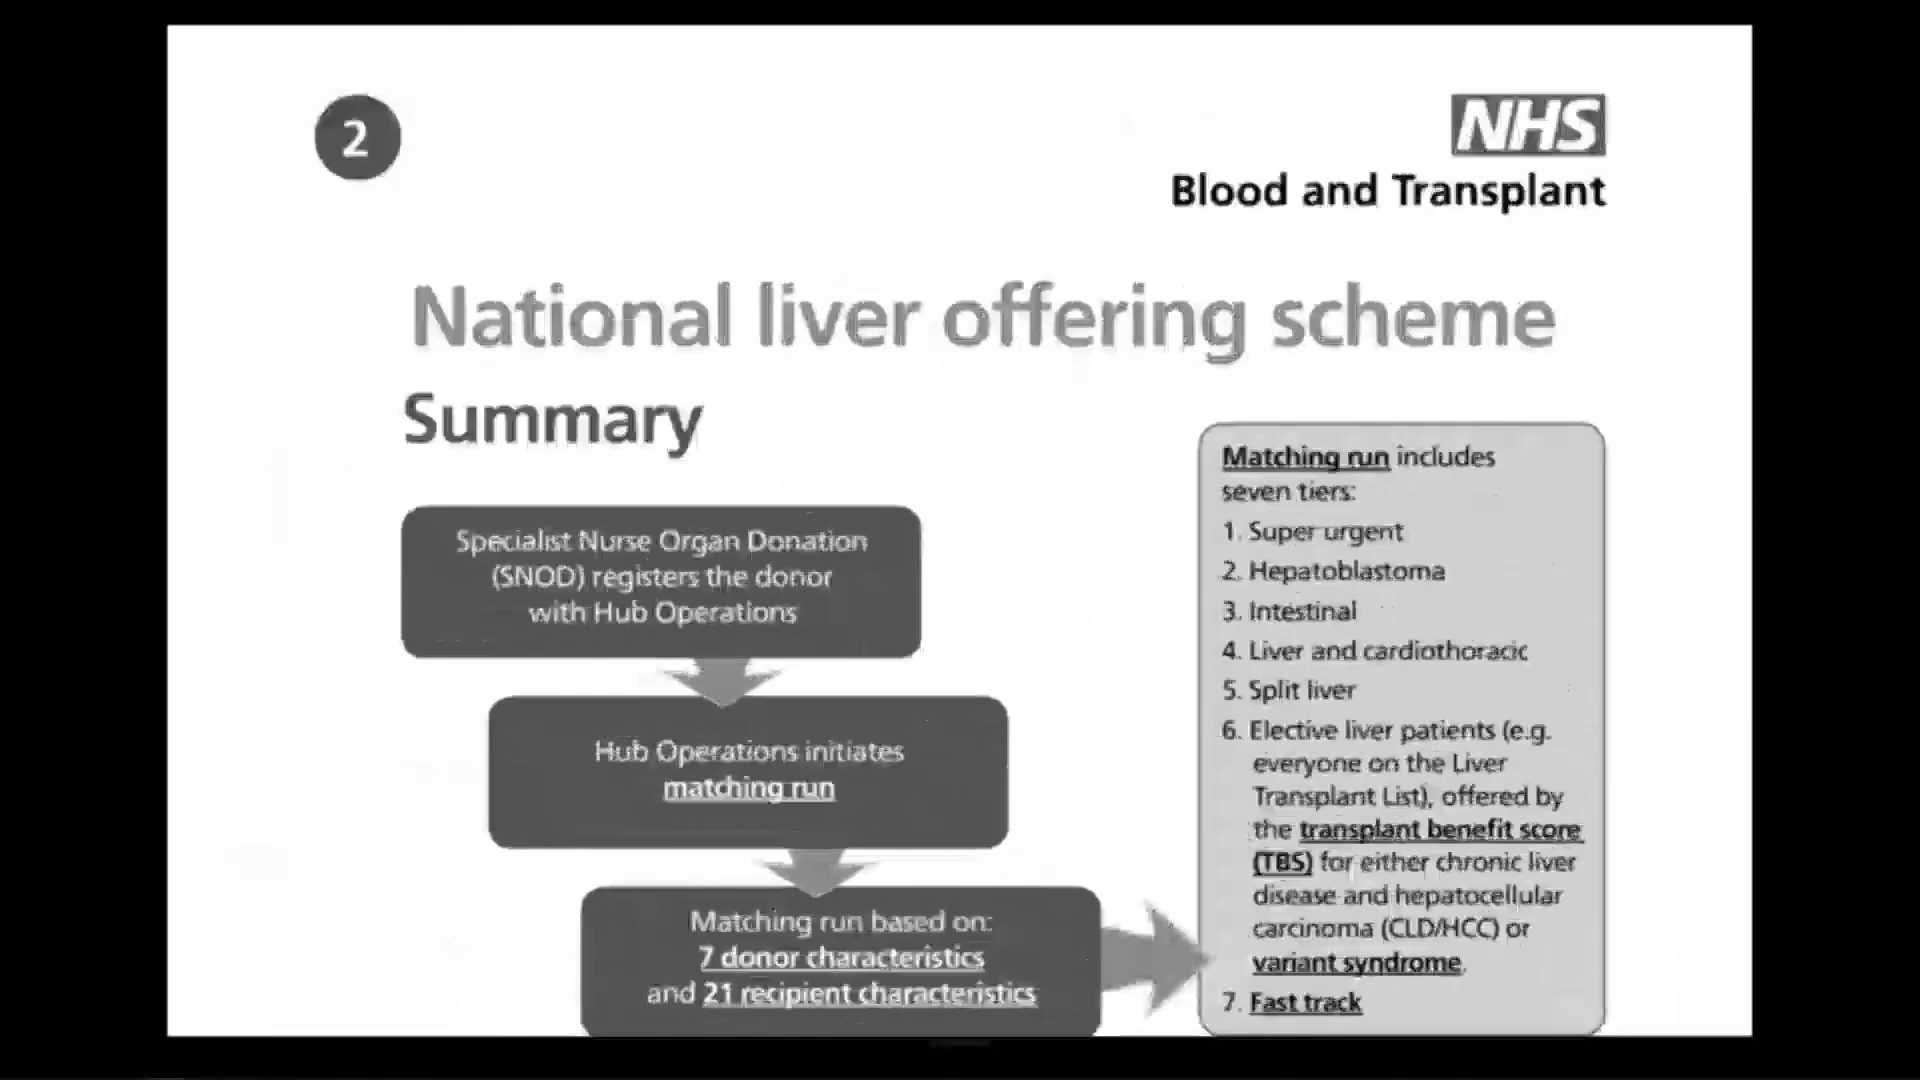 2
NHS
Blood and Transplant
National liver offering scheme
Summary
Specialist Nurse Organ Donation
(SNOD) registers the donor
with Hub Operations
Hub Operations initiates
matching run
Matching run based on:
7 donor characteristics
and 21 recipient characteristics
Matching run includes
seven tiers:
1. Super urgent
2. Hepatoblastoma
3. Intestinal
4. Liver and cardiothoracic
5. Split liver
6. Elective liver patients (e.g.
everyone on the Liver
Transplant List), offered by
the transplant benefit score
(TBS) for either chronic liver
disease and hepatocellular
carcinoma (CLD/HCC) or
variant syndrome.
7. Fast track